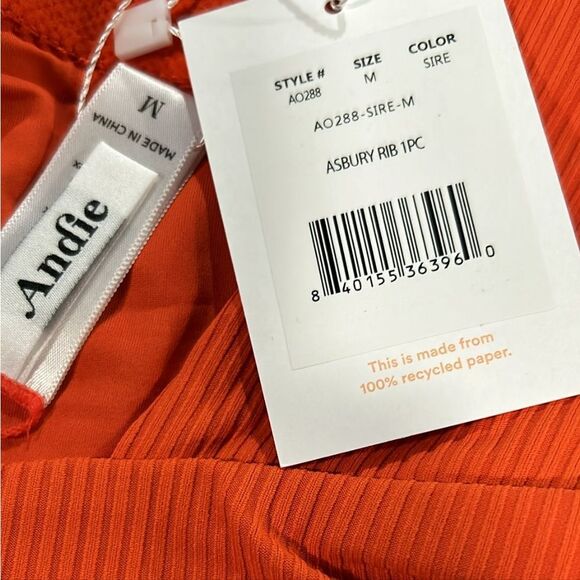 STYLE # SIZE COLOR
AO288 M SIRE
AO288-SIRE-M
ASBURY RIB 1PC
8 40155 36396 0
This is made from
100% recycled paper.
M
MADE IN CHINA
Andie